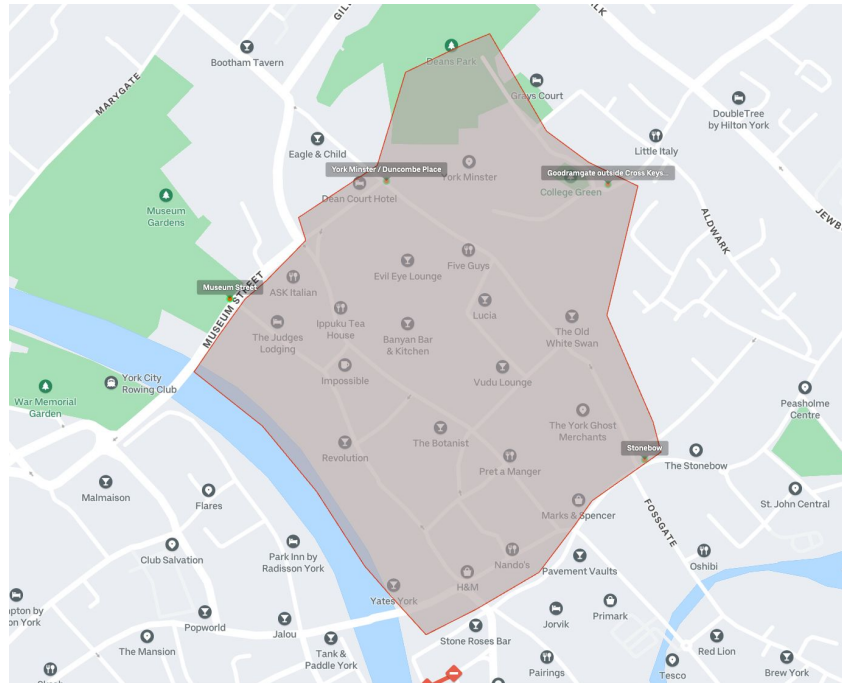 GIL
LK
Bootham Tavern
Deans Park
MARYGATE
Grays Court
DoubleTree
by Hilton York
Eagle & Child
Little Italy
York Minster / Duncombe Place
York Minster
Goodramgate outside Cross Keys...
Dean Court Hotel
College Green
Museum
Gardens
ALDWARK
JEWB
Five Guys
Evil Eye Lounge
Museum Street
ASK Italian
MUSEUM STREET
Lucia
Ippuku Tea
House
The Judges
Lodging
Banyan Bar
& Kitchen
The Old
White Swan
Impossible
Vudu Lounge
York City
Rowing Club
War Memorial
Garden
Peasholme
Centre
The York Ghost
Merchants
The Botanist
Revolution
Stonebow
Pret a Manger
The Stonebow
Malmaison
Flares
Marks & Spencer
FOSSGATE
St. John Central
Park Inn by
Radisson York
Club Salvation
Nando's
Pavement Vaults
Oshibi
H&M
Yates York
mpton by
on York
Popworld
Jalou
Jorvik
Primark
The Mansion
Tank &
Paddle York
Stone Roses Bar
Red Lion
Pairings
Tesco
Brew York